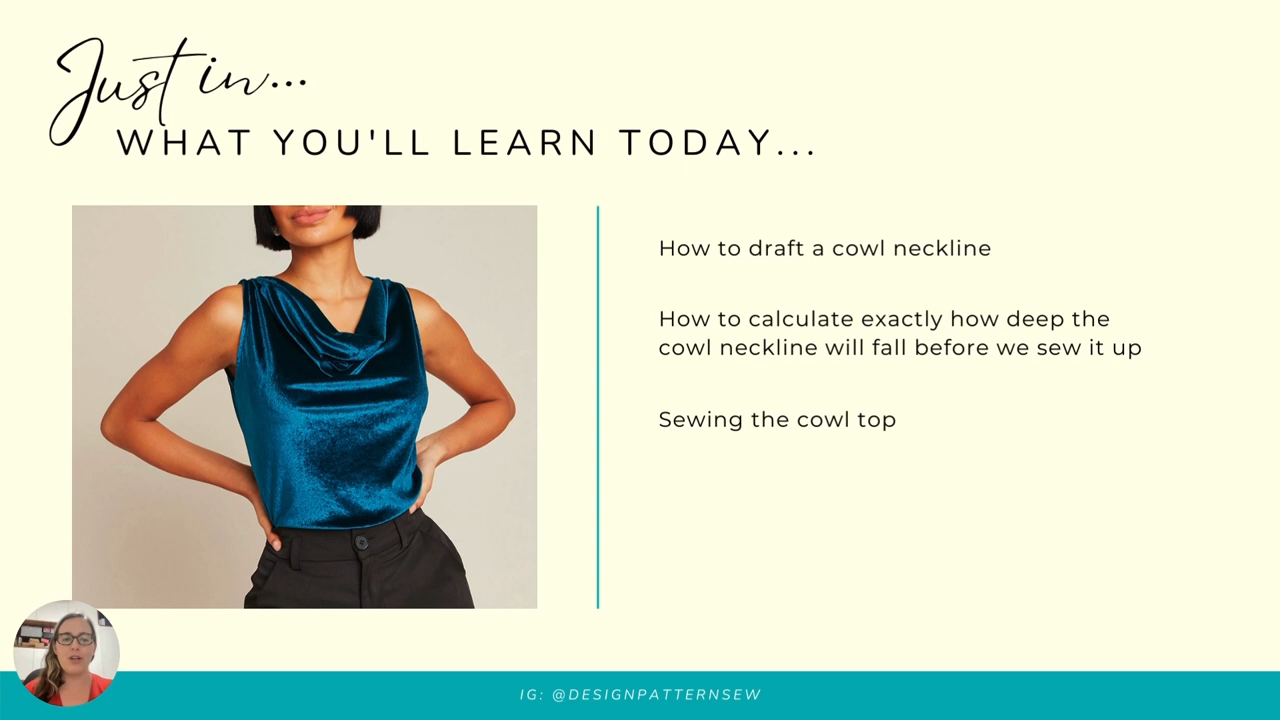 Just in...
WHAT YOU'LL LEARN TODAY...
How to draft a cowl neckline
How to calculate exactly how deep the
cowl neckline will fall before we sew it up
Sewing the cowl top
IG: @DESIGNPATTERNSEW